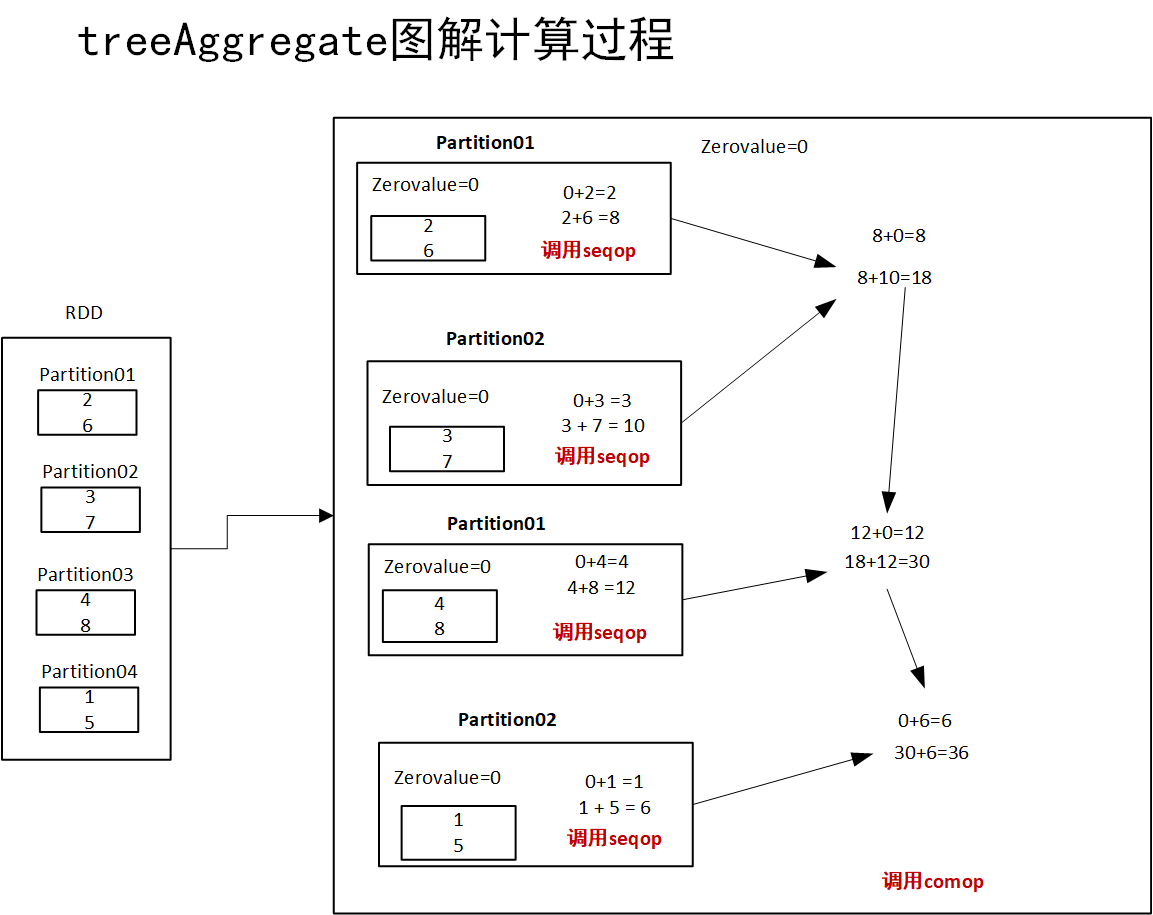 treeAggregate图解计算过程
RDD
Partition01
2
6
Partition02
3
7
Partition03
4
8
Partition04
1
5
Partition01
Zerovalue=0
2
6
0+2=2
2+6 =8
调用seqop
Partition02
Zerovalue=0
3
7
0+3 =3
3 + 7 = 10
调用seqop
Partition01
Zerovalue=0
4
8
0+4=4
4+8 =12
调用seqop
Partition02
Zerovalue=0
1
5
0+1 =1
1 + 5 = 6
调用seqop
Zerovalue=0
8+0=8
8+10=18
12+0=12
18+12=30
0+6=6
30+6=36
调用comop